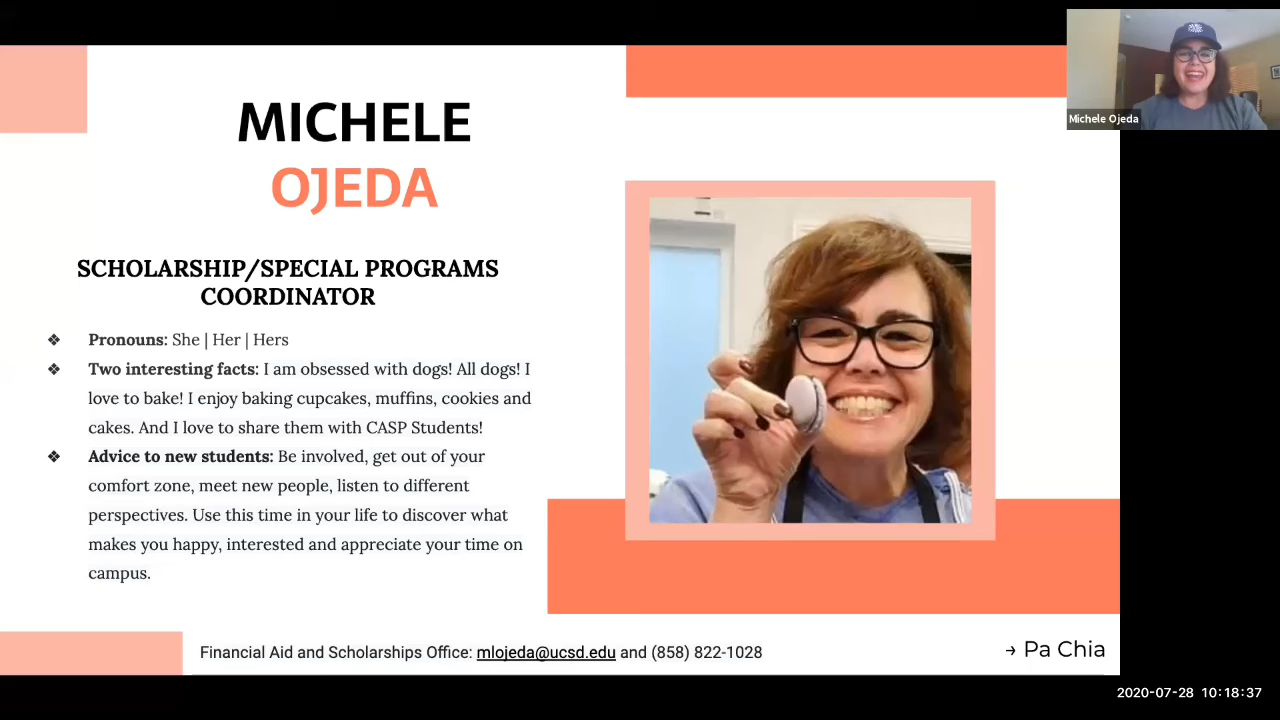 MICHELE
OJEDA
SCHOLARSHIP/SPECIAL PROGRAMS
COORDINATOR
❖ Pronouns: She | Her | Hers
❖ Two interesting facts: I am obsessed with dogs! All dogs! I
love to bake! I enjoy baking cupcakes, muffins, cookies and
cakes. And I love to share them with CASP Students!
❖ Advice to new students: Be involved, get out of your
comfort zone, meet new people, listen to different
perspectives. Use this time in your life to discover what
makes you happy, interested and appreciate your time on
campus.
Financial Aid and Scholarships Office: mlojeda@ucsd.edu and (858) 822-1028
→ Pa Chia
Michele Ojeda
2020-07-28 10:18:37